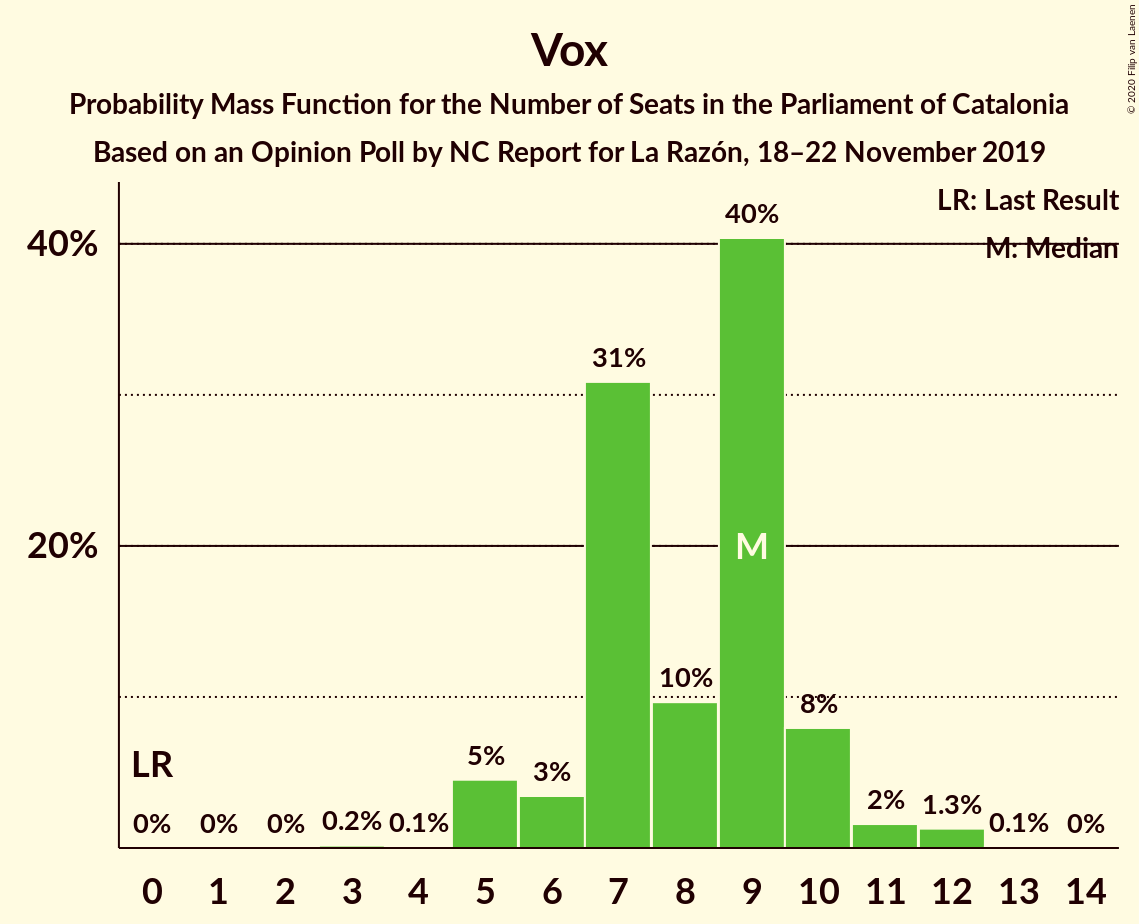 Vox
Probability Mass Function for the Number of Seats in the Parliament of Catalonia
Based on an Opinion Poll by NC Report for La Razón, 18–22 November 2019
© 2020 Filip van Laenen
LR: Last Result
M: Median
40%
20%
LR
M
0% 0% 0% 0.2% 0.1% 5% 3% 31% 10% 40% 8% 2% 1.3% 0.1% 0%
0 1 2 3 4 5 6 7 8 9 10 11 12 13 14